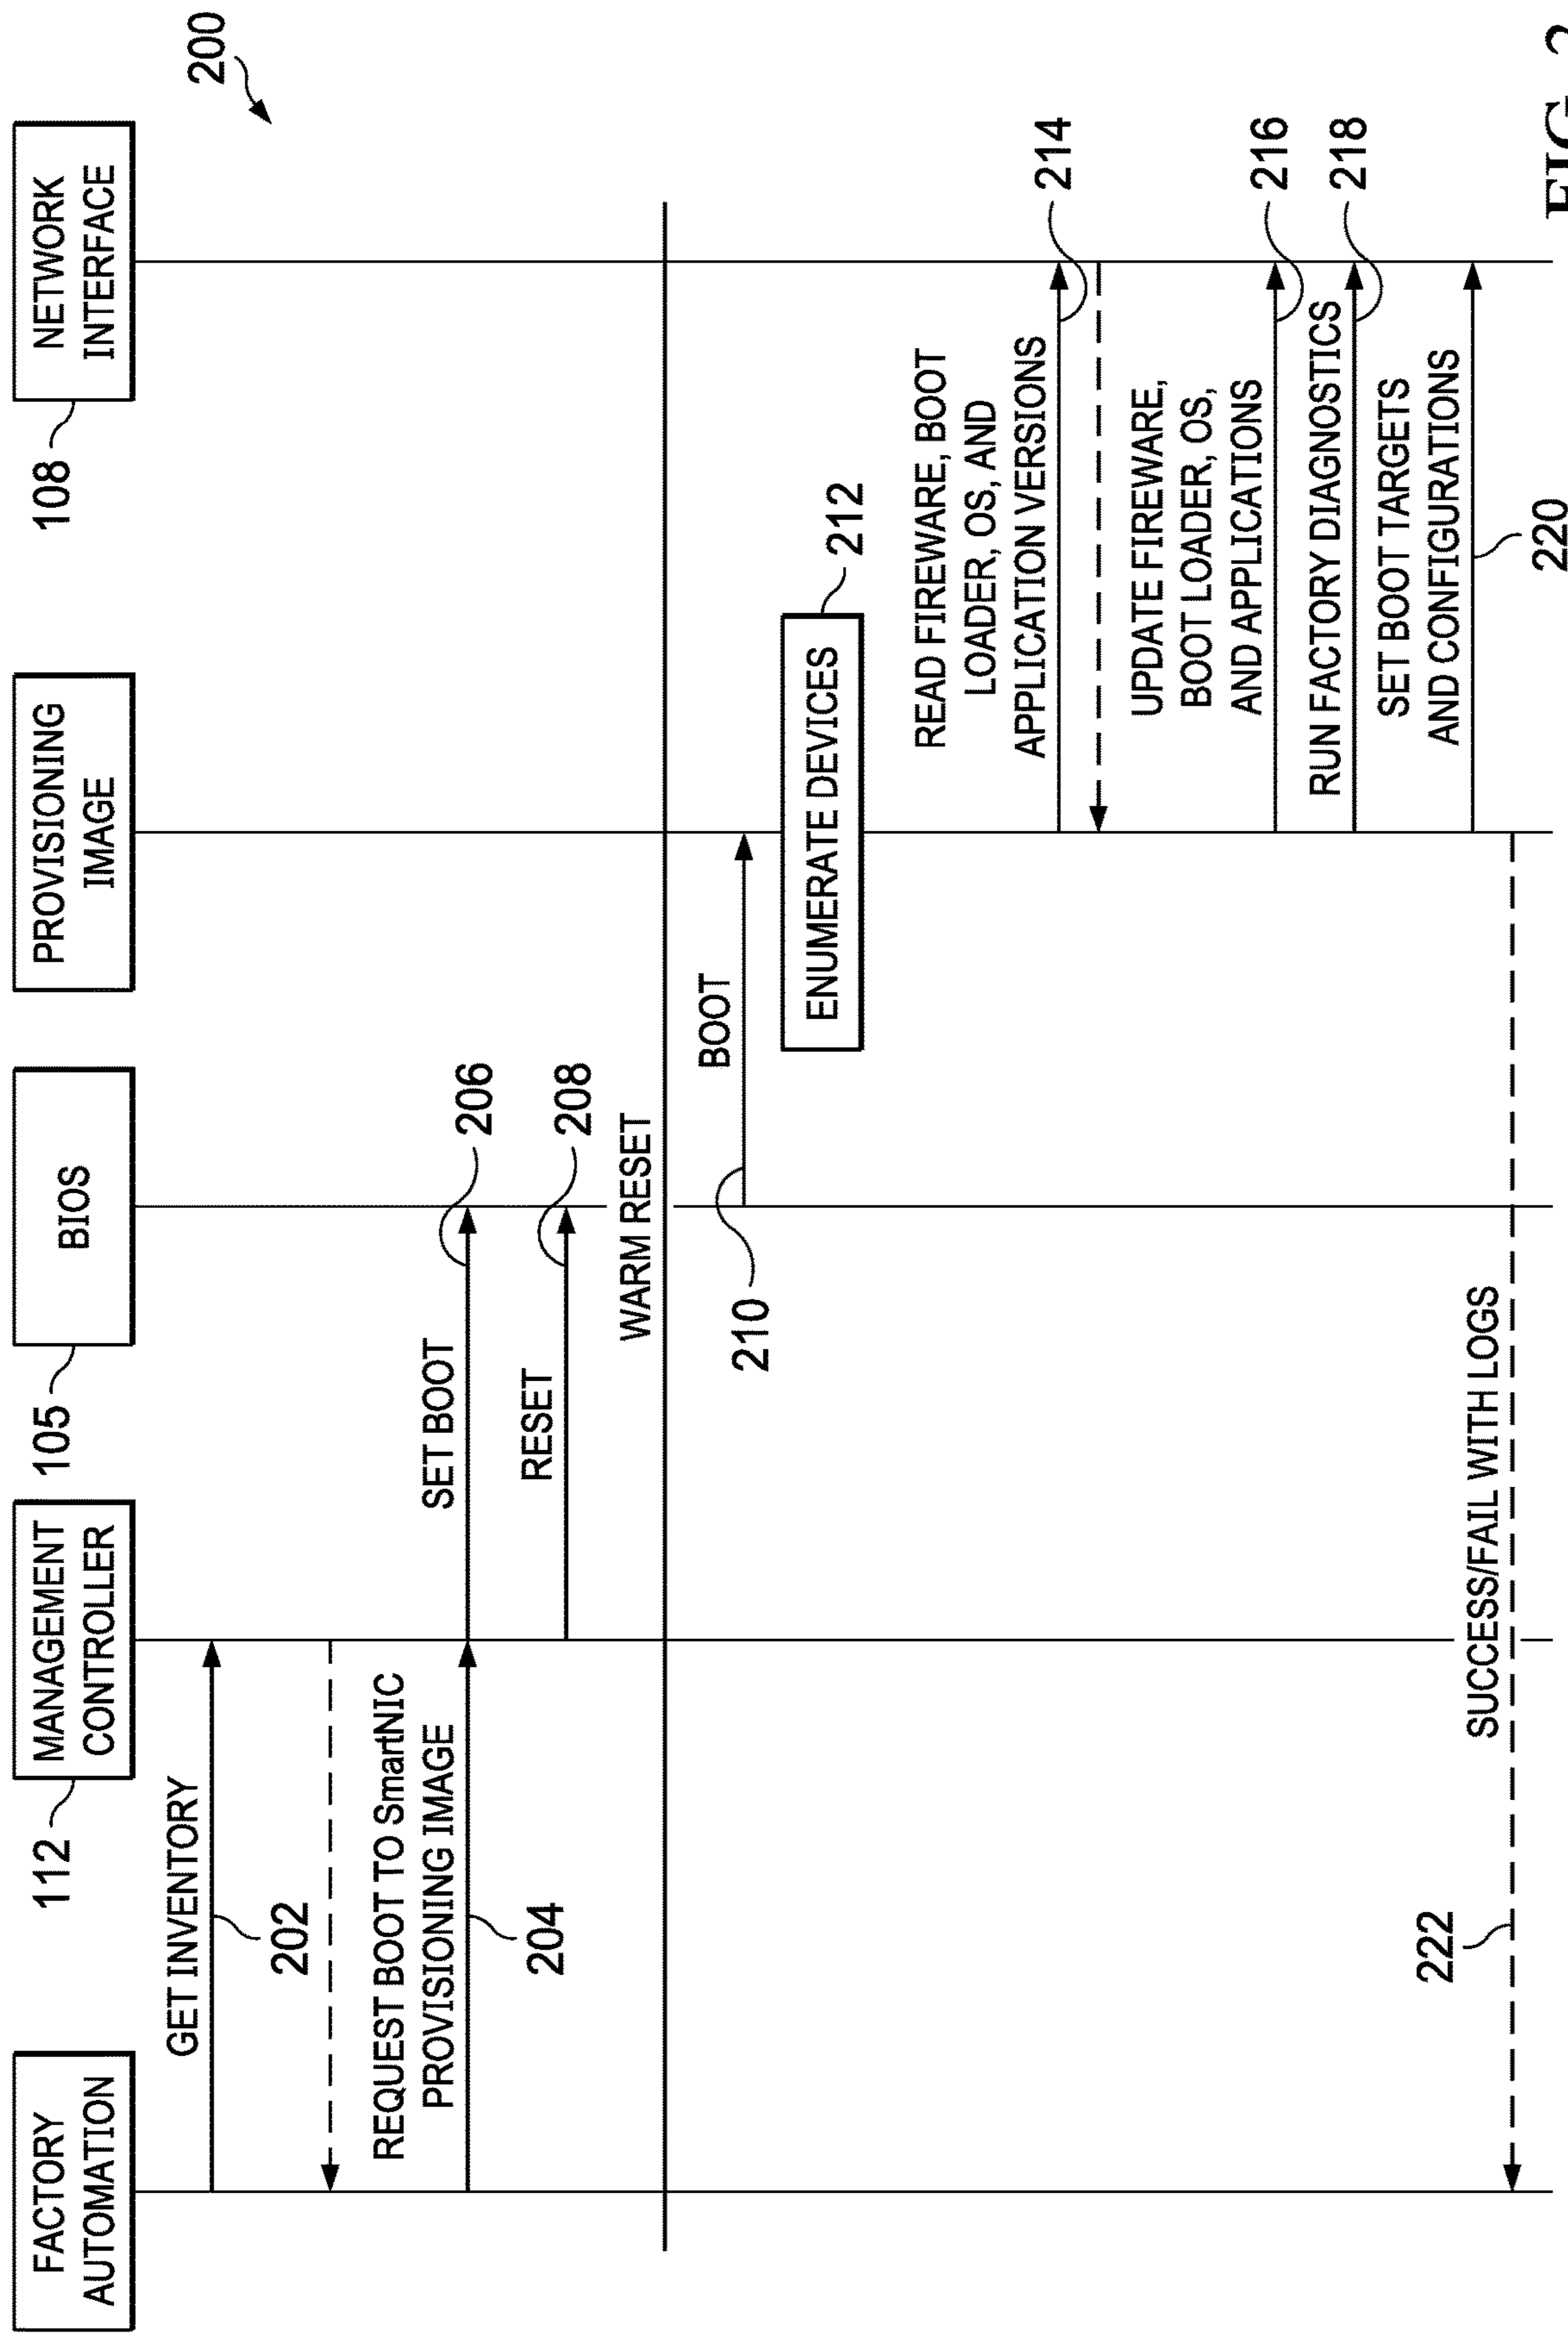 FACTORY
AUTOMATION
MANAGEMENT
CONTROLLER
112
BIOS
105
PROVISIONING
IMAGE
NETWORK
INTERFACE
108
200
GET INVENTORY
202
REQUEST BOOT TO SmartNIC
PROVISIONING IMAGE
204
SET BOOT
206
RESET
208
WARM RESET
BOOT
210
ENUMERATE DEVICES
212
READ FIREWARE, BOOT
LOADER, OS, AND
APPLICATION VERSIONS
214
UPDATE FIREWARE,
BOOT LOADER, OS,
AND APPLICATION
216
RUN FACTORY DIAGNOSTICS
218
SET BOOT TARGETS
AND CONFIGURATIONS
220
SUCCESS/FAIL WITH LOGS
222
FIG. 2